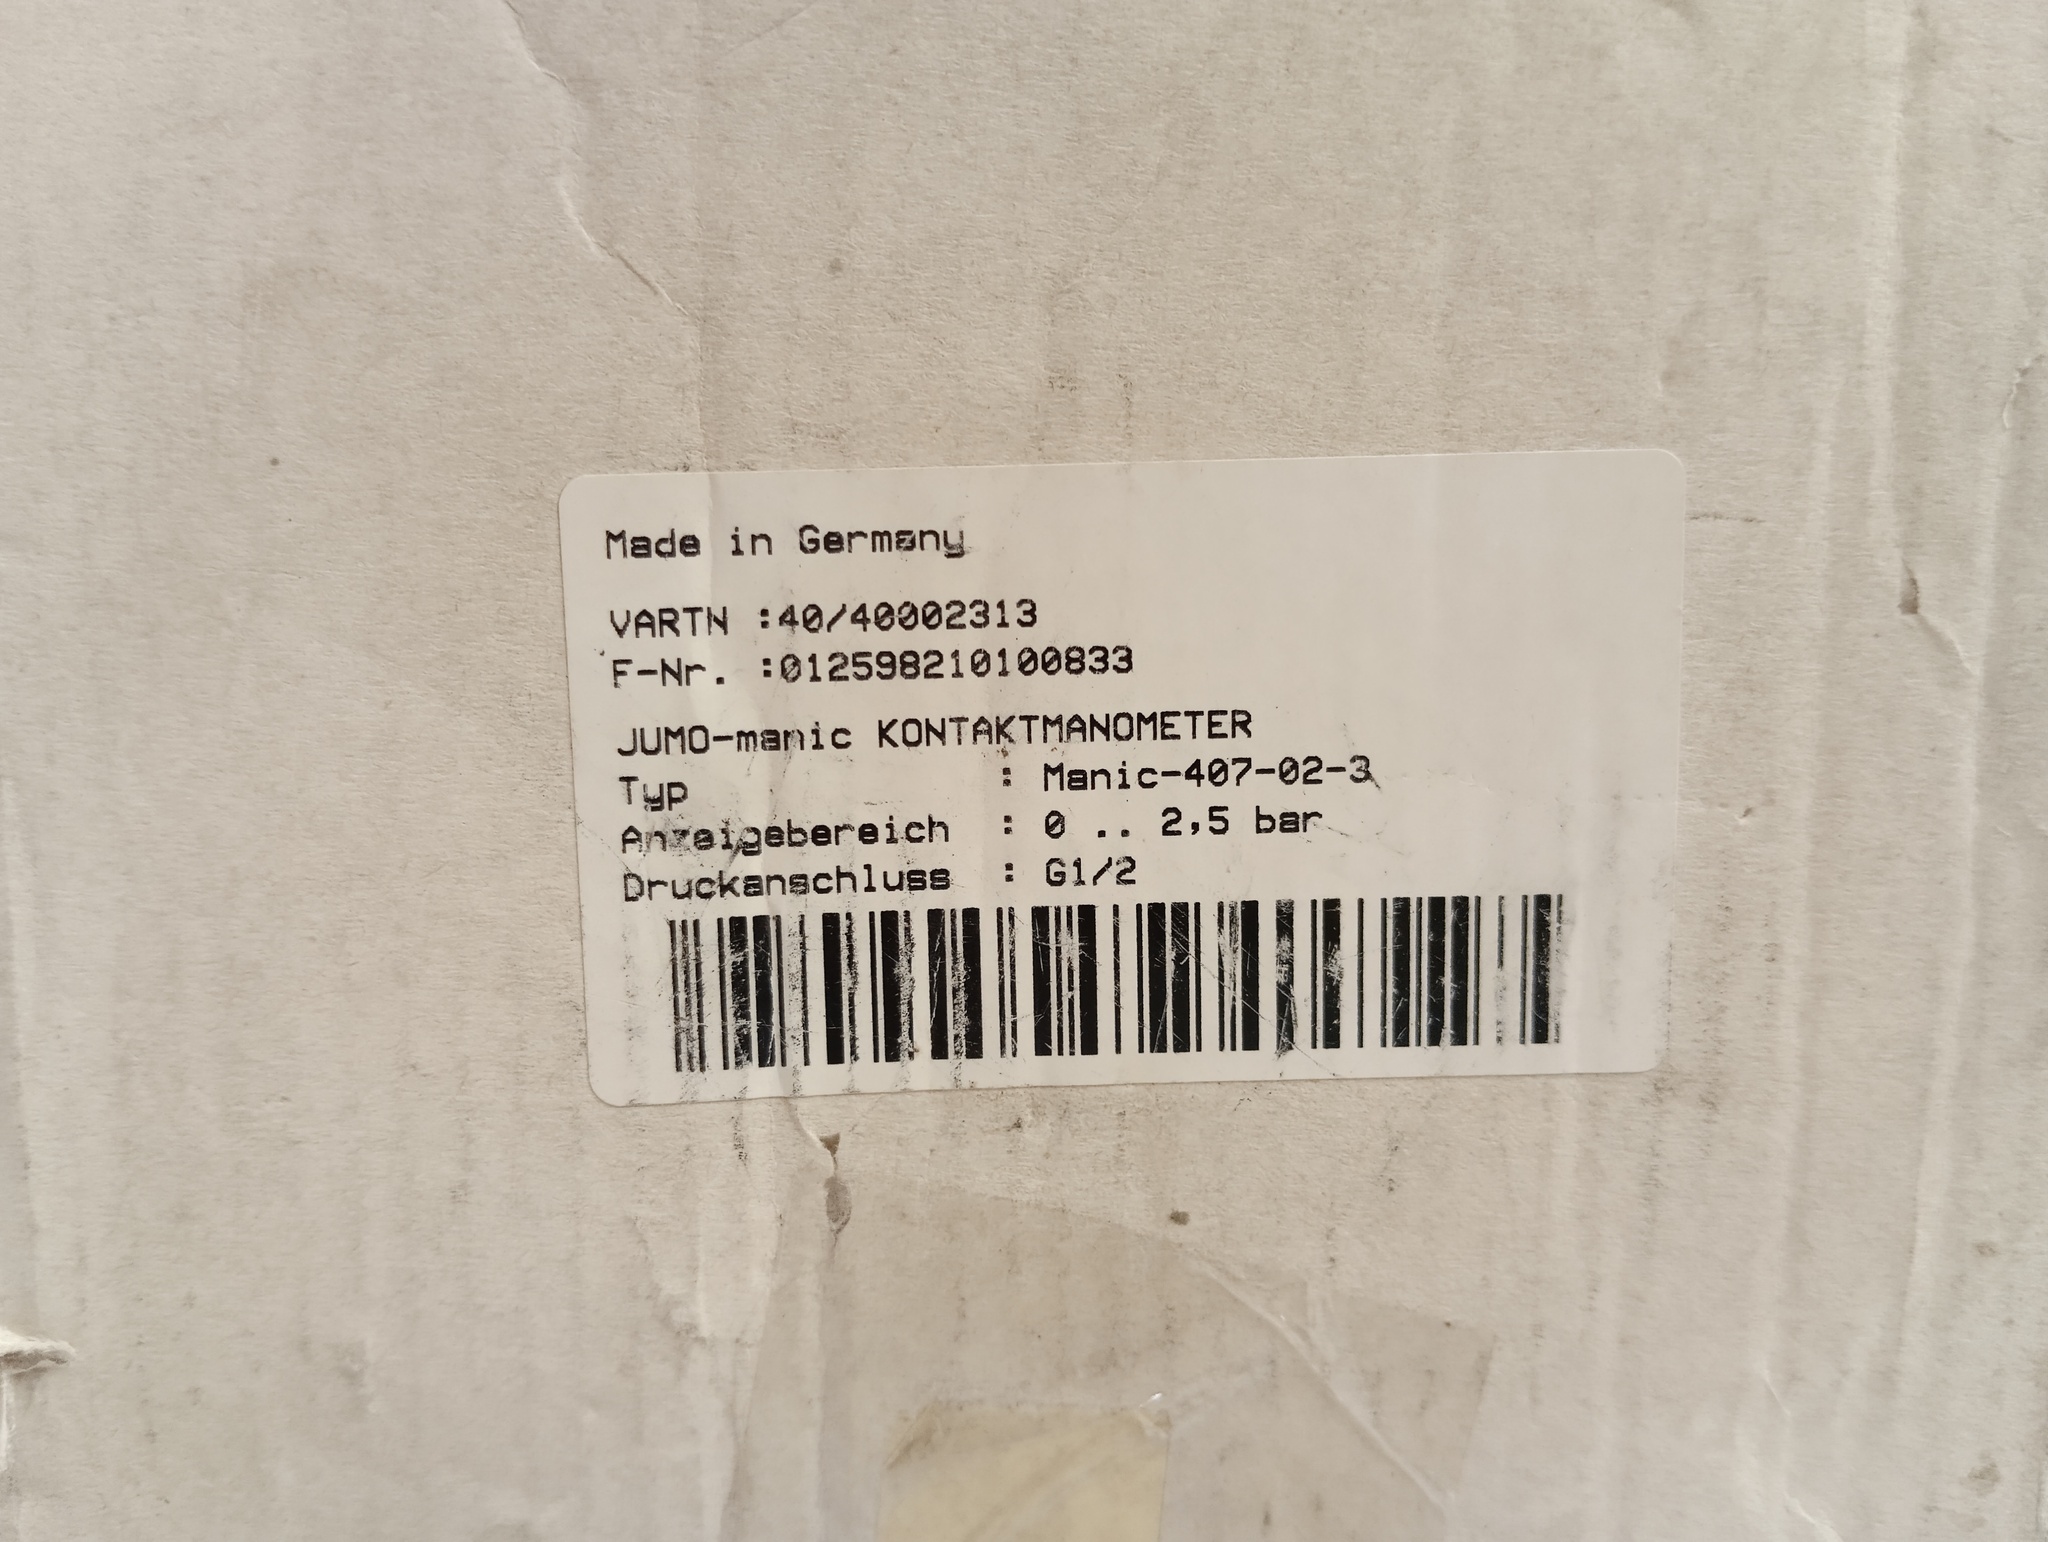 Made in Germany
VARTN :40/40002313
F-Nr. :012598210100833
JUMO-manic KONTAKTMANOMETER
Typ : Manic-407-02-3
Anzeigebereich : 0 .. 2,5 bar
Druckanschluss : G1/2